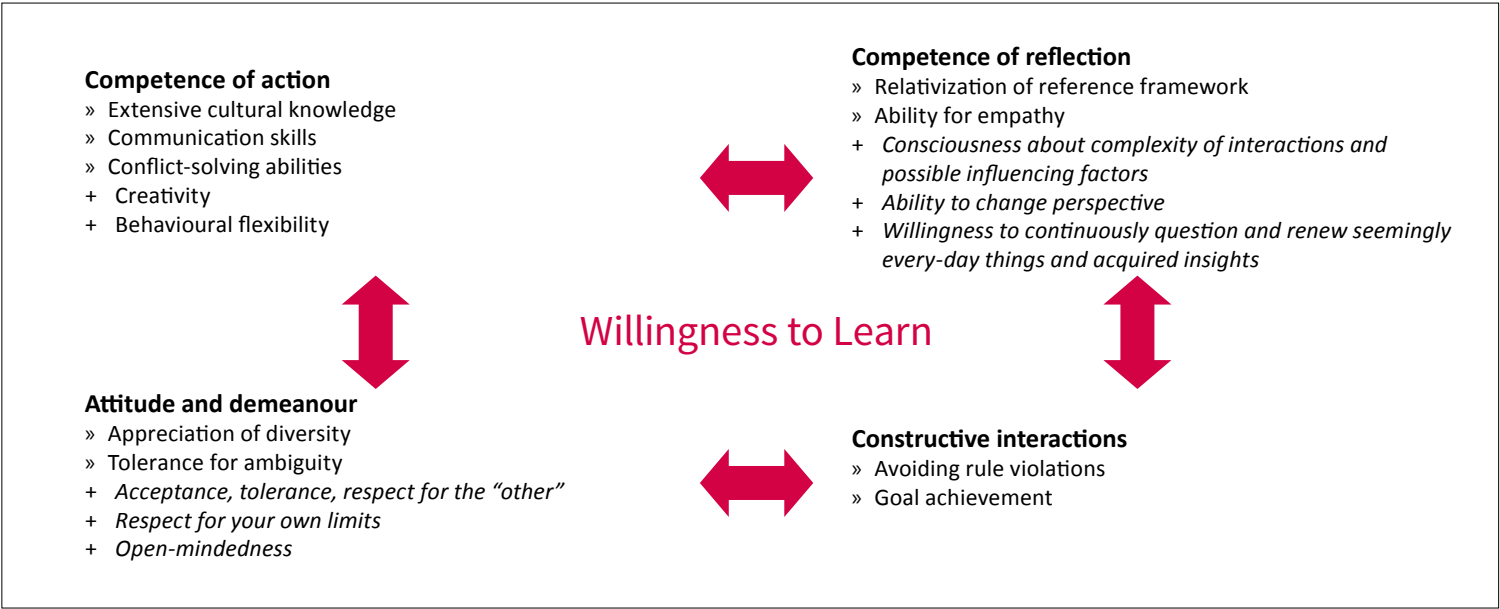 Competence of action
» Extensive cultural knowledge
» Communication skills
» Conflict-solving abilities
+ Creativity
+ Behavioural flexibility
Competence of reflection
» Relativization of reference framework
» Ability for empathy
+ Consciousness about complexity of interactions and
possible influencing factors
+ Ability to change perspective
+ Willingness to continuously question and renew seemingly
every-day things and acquired insights
Willingness to Learn
Attitude and demeanour
» Appreciation of diversity
» Tolerance for ambiguity
+ Acceptance, tolerance, respect for the “other”
+ Respect for your own limits
+ Open-mindedness
Constructive interactions
» Avoiding rule violations
» Goal achievement